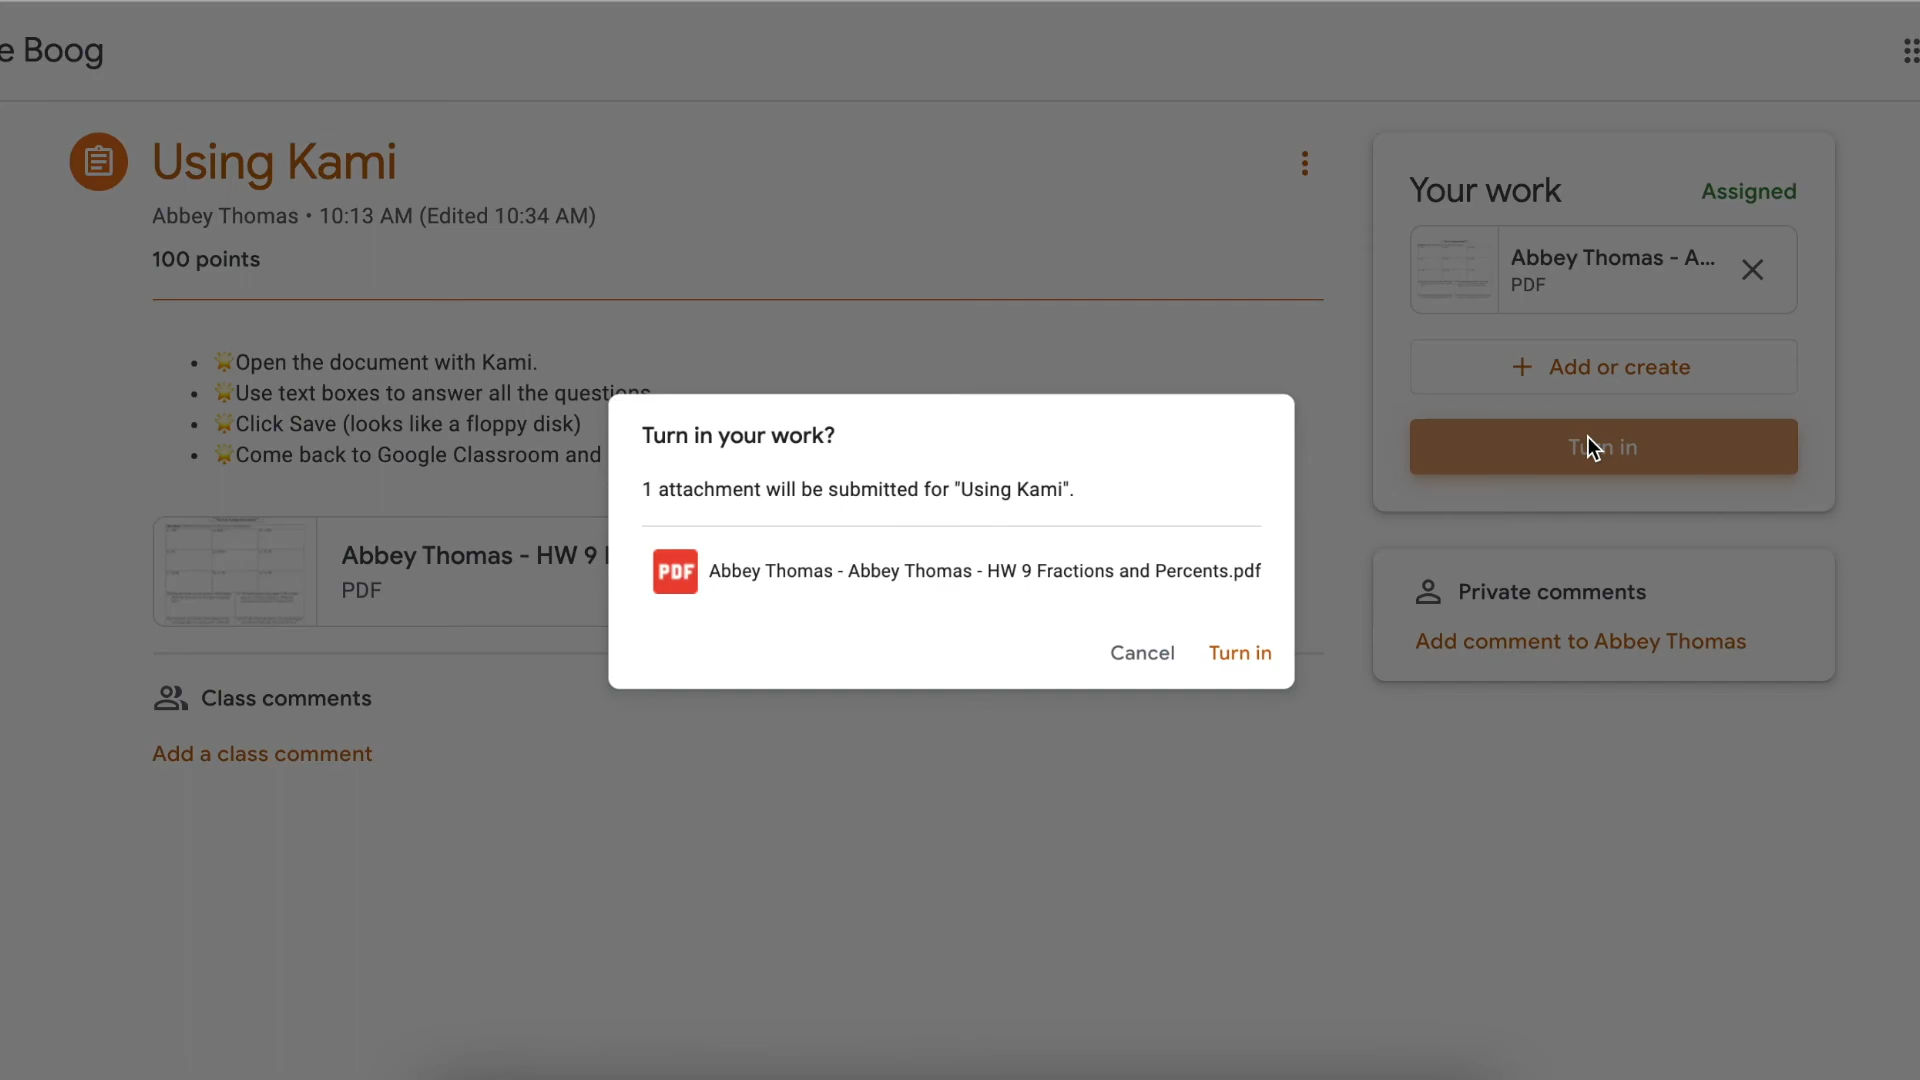 e Boog
Using Kami
Abbey Thomas • 10:13 AM (Edited 10:34 AM)
100 points
• 🌟Open the document with Kami.
• 🌟Use text boxes to answer all the questions
• 🌟Click Save (looks like a floppy disk)
• 🌟Come back to Google Classroom and
Abbey Thomas - HW 9
PDF
Class comments
Add a class comment
Turn in your work?
1 attachment will be submitted for "Using Kami".
PDF Abbey Thomas - Abbey Thomas - HW 9 Fractions and Percents.pdf
Cancel Turn in
Your work Assigned
Abbey Thomas - A...
PDF
+ Add or create
Turn in
Private comments
Add comment to Abbey Thomas